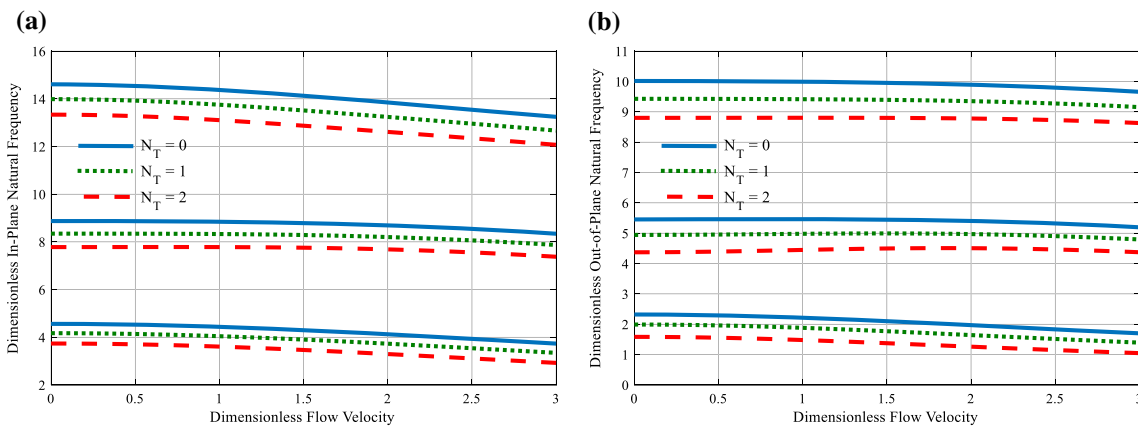 (a)
Dimensionless In-Plane Natural Frequency
16
14
12
10
8
6
4
2
N_T = 0
N_T = 1
N_T = 2
0 0.5 1 1.5 2 2.5 3
Dimensionless Flow Velocity
(b)
Dimensionless Out-of-Plane Natural Frequency
11
10
9
8
7
6
5
4
3
2
1
0
N_T = 0
N_T = 1
N_T = 2
0 0.5 1 1.5 2 2.5 3
Dimensionless Flow Velocity